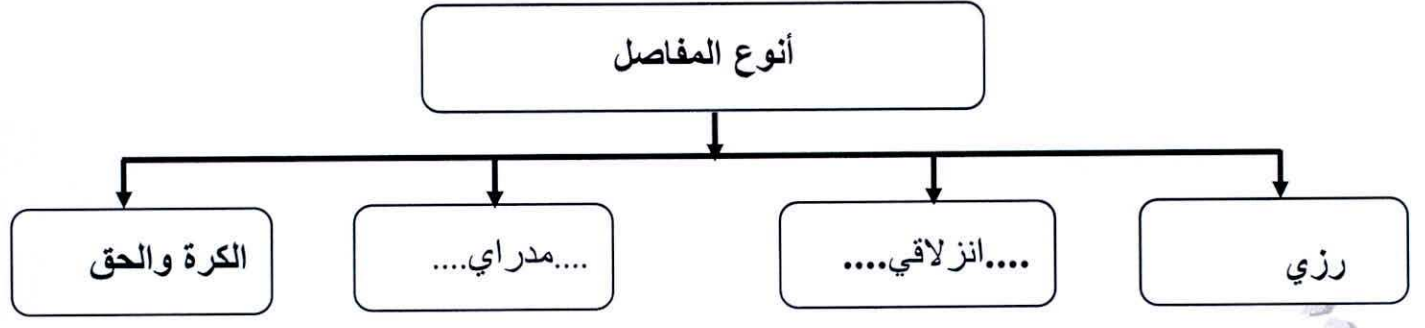 أنوع المفاصل
رزي
....انزلاقي....
....مدراي....
الكرة والحق